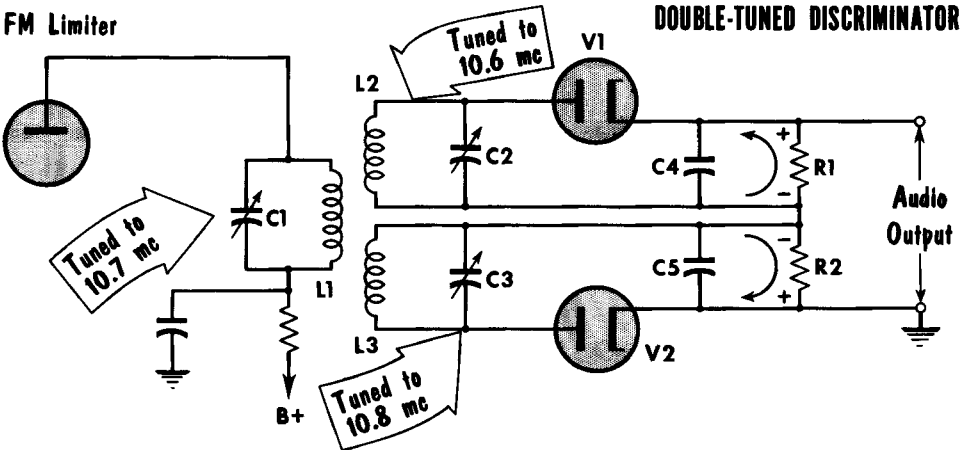 FM Limiter
DOUBLE-TUNED DISCRIMINATOR
Tuned to
10.6 mc
V1
L2
C2
C4
+
-
R1
Tuned to
10.7 mc
C1
L1
Audio
Output
C3
C5
-
+
R2
L3
V2
Tuned to
10.8 mc
B+